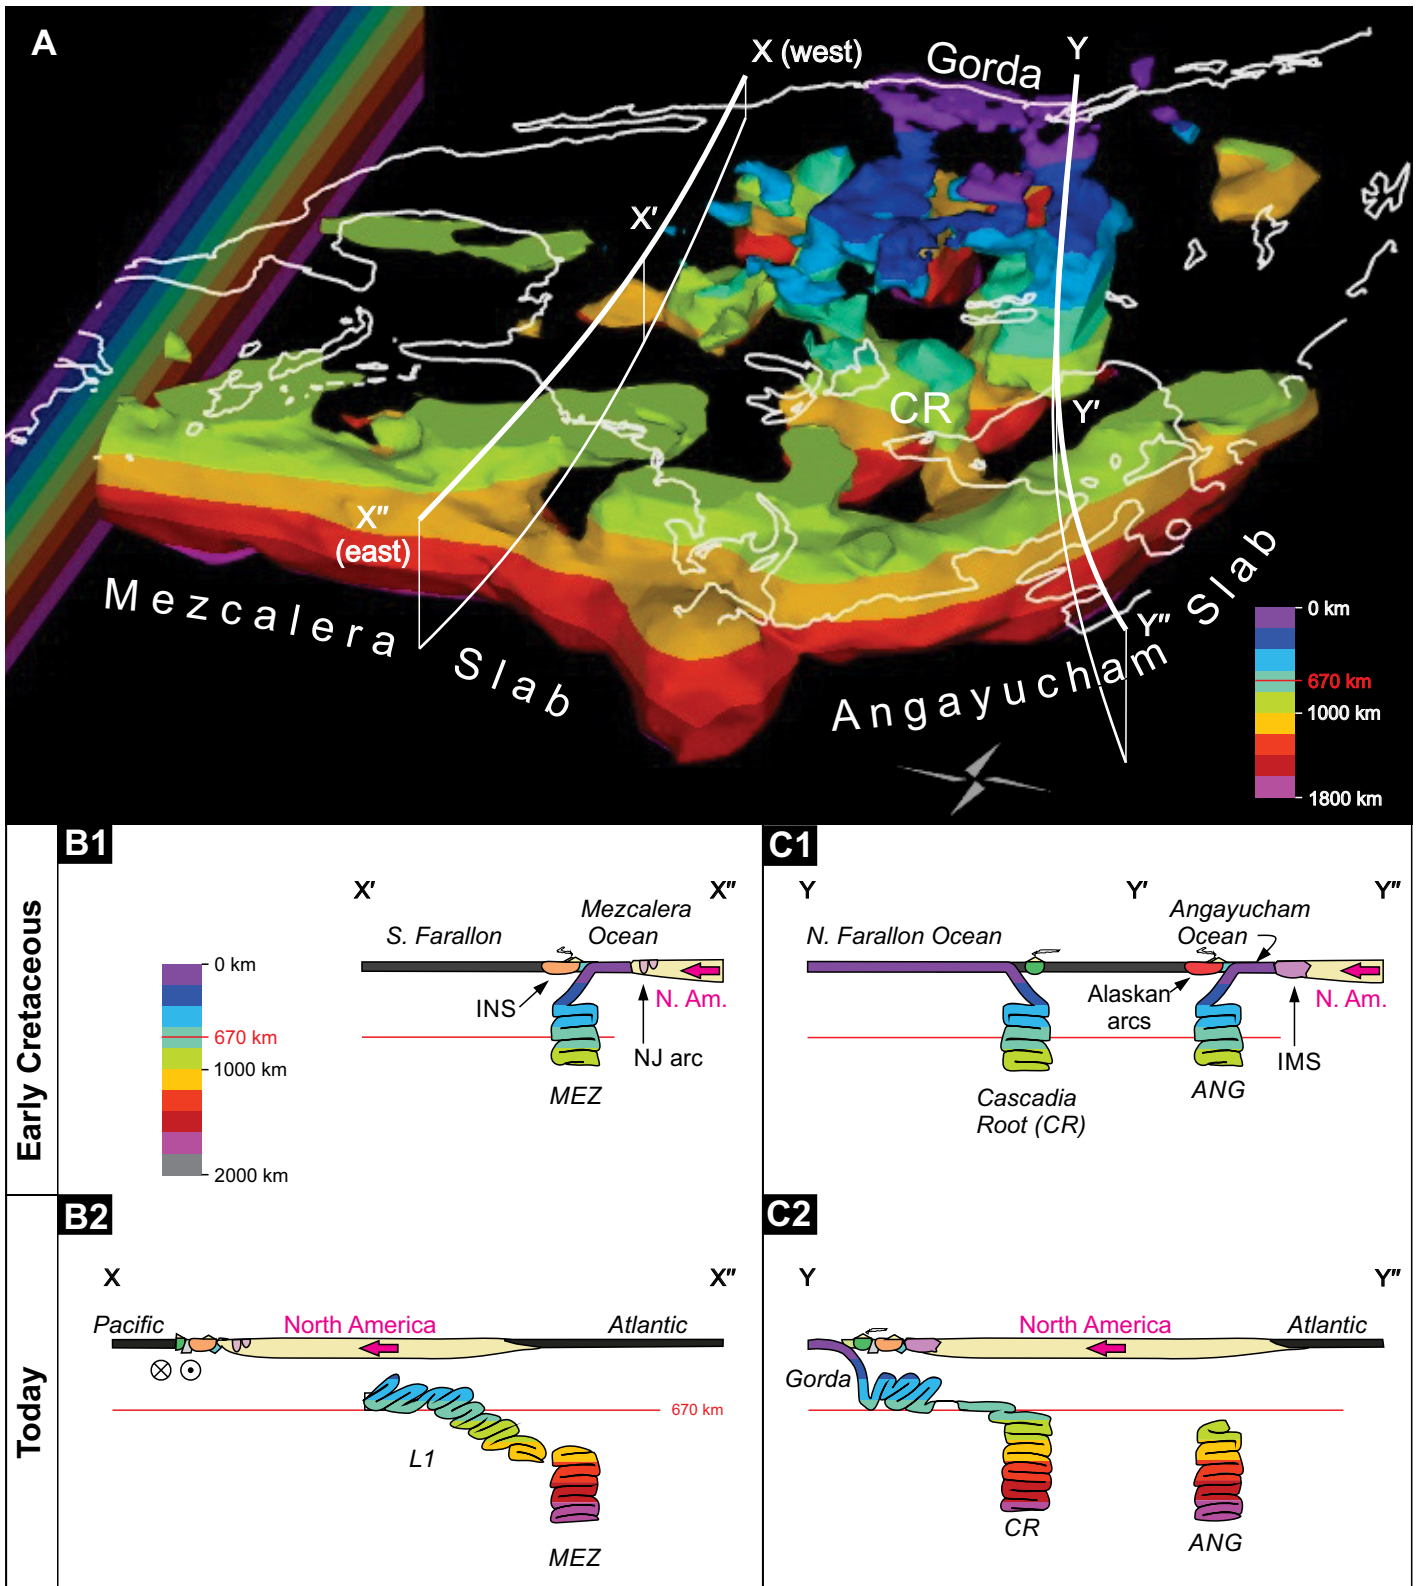 A
X (west)
Gorda
Y
X′
CR
Y′
X″
(east)
Mezcalera Slab
Angayucham Slab
Y″
0 km
670 km
1000 km
1800 km
Early Cretaceous
B1
X′
X″
S. Farallon
Mezcalera
Ocean
INS
N. Am.
NJ arc
MEZ
0 km
670 km
1000 km
2000 km
C1
Y
Y′
Y″
N. Farallon Ocean
Angayucham
Ocean
Alaskan
arcs
N. Am.
IMS
Cascadia
Root (CR)
ANG
Today
B2
X
X″
Pacific
North America
Atlantic
670 km
L1
MEZ
C2
Y
Y″
North America
Atlantic
Gorda
CR
ANG